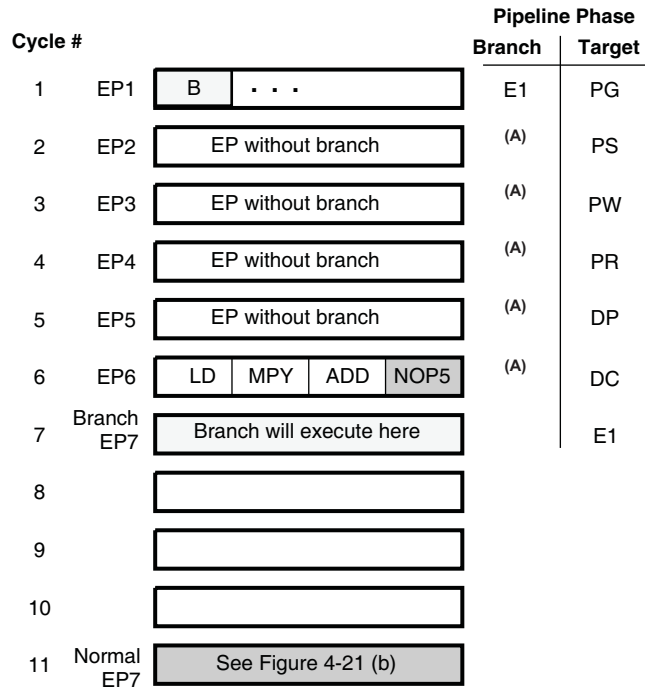 Pipeline Phase
Cycle # Branch Target
1 EP1 B . . . E1 PG
2 EP2 EP without branch (A) PS
3 EP3 EP without branch (A) PW
4 EP4 EP without branch (A) PR
5 EP5 EP without branch (A) DP
6 EP6 LD MPY ADD NOP5 (A) DC
7 Branch EP7 Branch will execute here E1
8
9
10
11 Normal EP7 See Figure 4-21 (b)